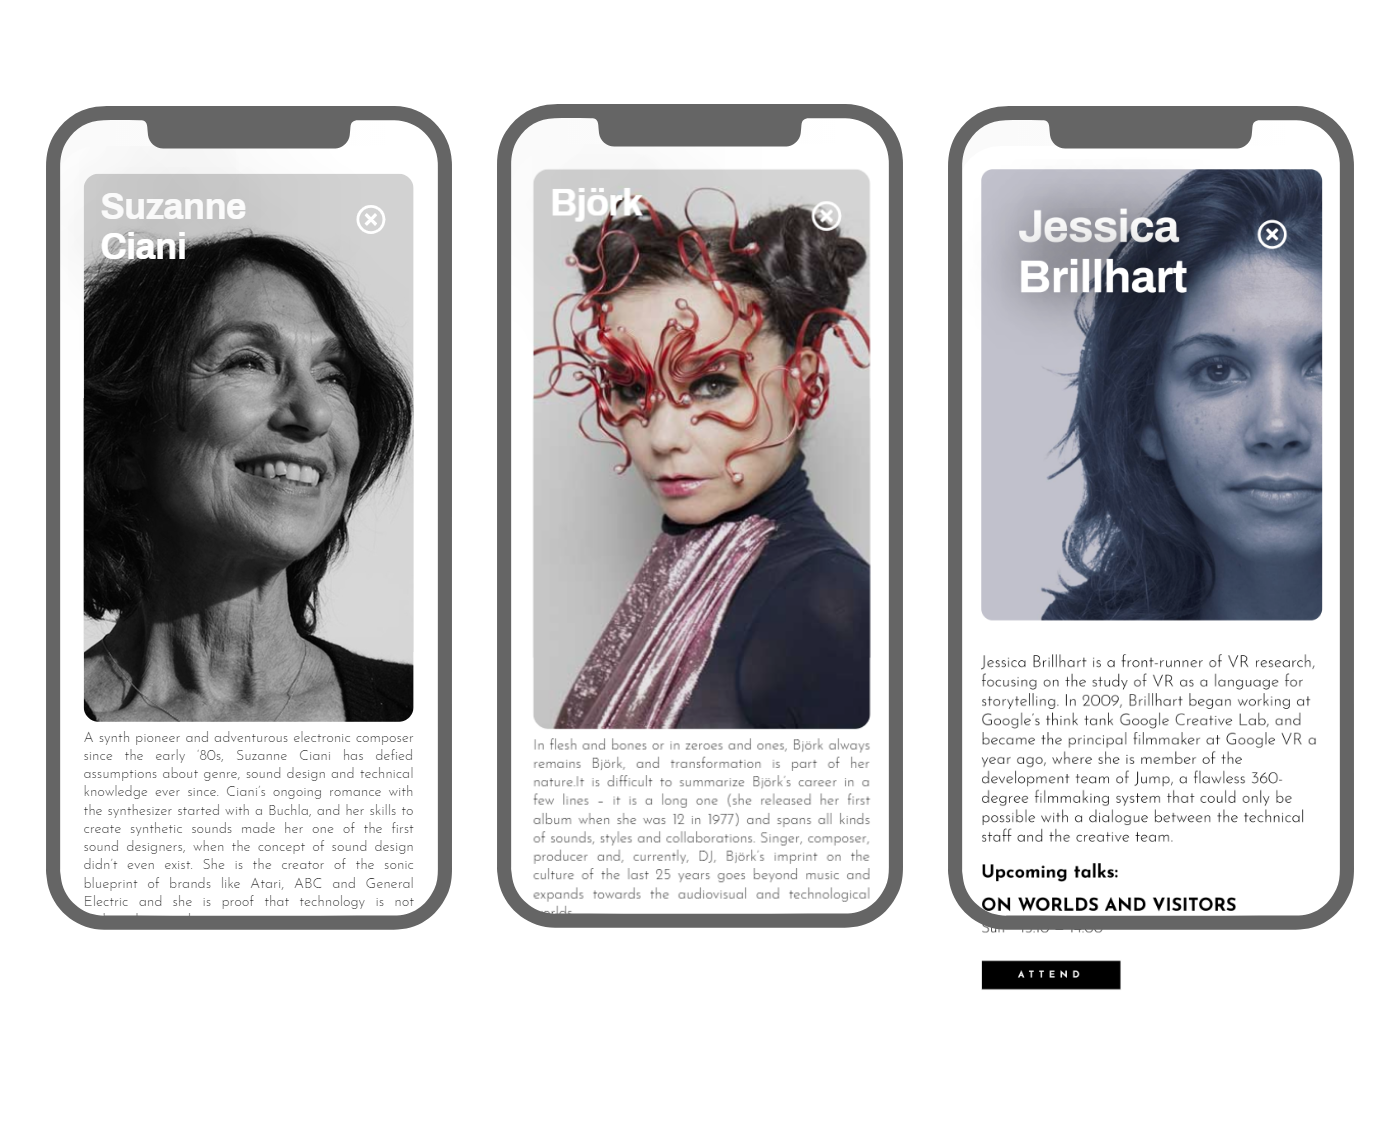 Suzanne
Ciani
A synth pioneer and adventurous electronic composer
since the early '80s, Suzanne Ciani has defied
assumptions about genre, sound design and technical
knowledge ever since. Ciani's ongoing romance with
the synthesizer started with a Buchla, and her skills to
create synthetic sounds made her one of the first
sound designers, when the concept of sound design
didn't even exist. She is the creator of the sonic
blueprint of brands like Atari, ABC and General
Electric and she is proof that technology is not
Björk
In flesh and bones or in zeroes and ones, Björk always
remains Björk, and transformation is part of her
nature.It is difficult to summarize Björk's career in a
few lines – it is a long one (she released her first
album when she was 12 in 1977) and spans all kinds
of sounds, styles and collaborations. Singer, composer,
producer and, currently, DJ, Björk's imprint on the
culture of the last 25 years goes beyond music and
expands towards the audiovisual and technological
worlds
Jessica
Brillhart
Jessica Brillhart is a front-runner of VR research,
focusing on the study of VR as a language for
storytelling. In 2009, Brillhart began working at
Google's think tank Google Creative Lab, and
became the principal filmmaker at Google VR a
year ago, where she is member of the
development team of Jump, a flawless 360-
degree filmmaking system that could only be
possible with a dialogue between the technical
staff and the creative team.
Upcoming talks:
ON WORLDS AND VISITORS
Sun
ATTEND